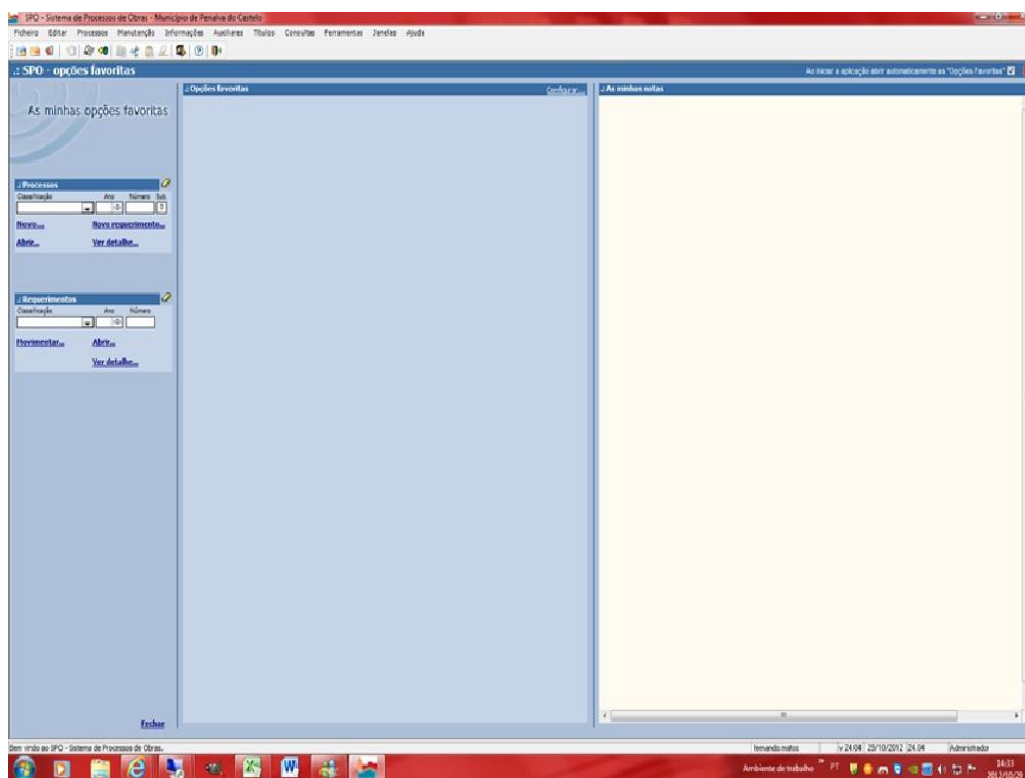 SPO - Sistema de Processos de Obras - Município de Penalva do Castelo
Ficheiro Editar Processos Manutenção Informações Auxiliares Títulos Consultas Ferramentas Janelas Ajuda
.: SPO - opções favoritas
Ao iniciar a aplicação abrir automaticamente as "Opções Favoritas"
As minhas opções favoritas
.: Opções favoritas
Configurar...
.: As minhas notas
.: Processos
Classificação Ano Número Sub
Novo... Novo requerimento...
Abrir... Ver detalhe...
.: Requerimentos
Classificação Ano Número
Movimentar... Abrir...
Ver detalhe...
Fechar
Bem vindo ao SPO - Sistema de Processos de Obras.
fernando.matos v 24.04 29/10/2012 24.04 Administrador
Ambiente de trabalho PT 14:33